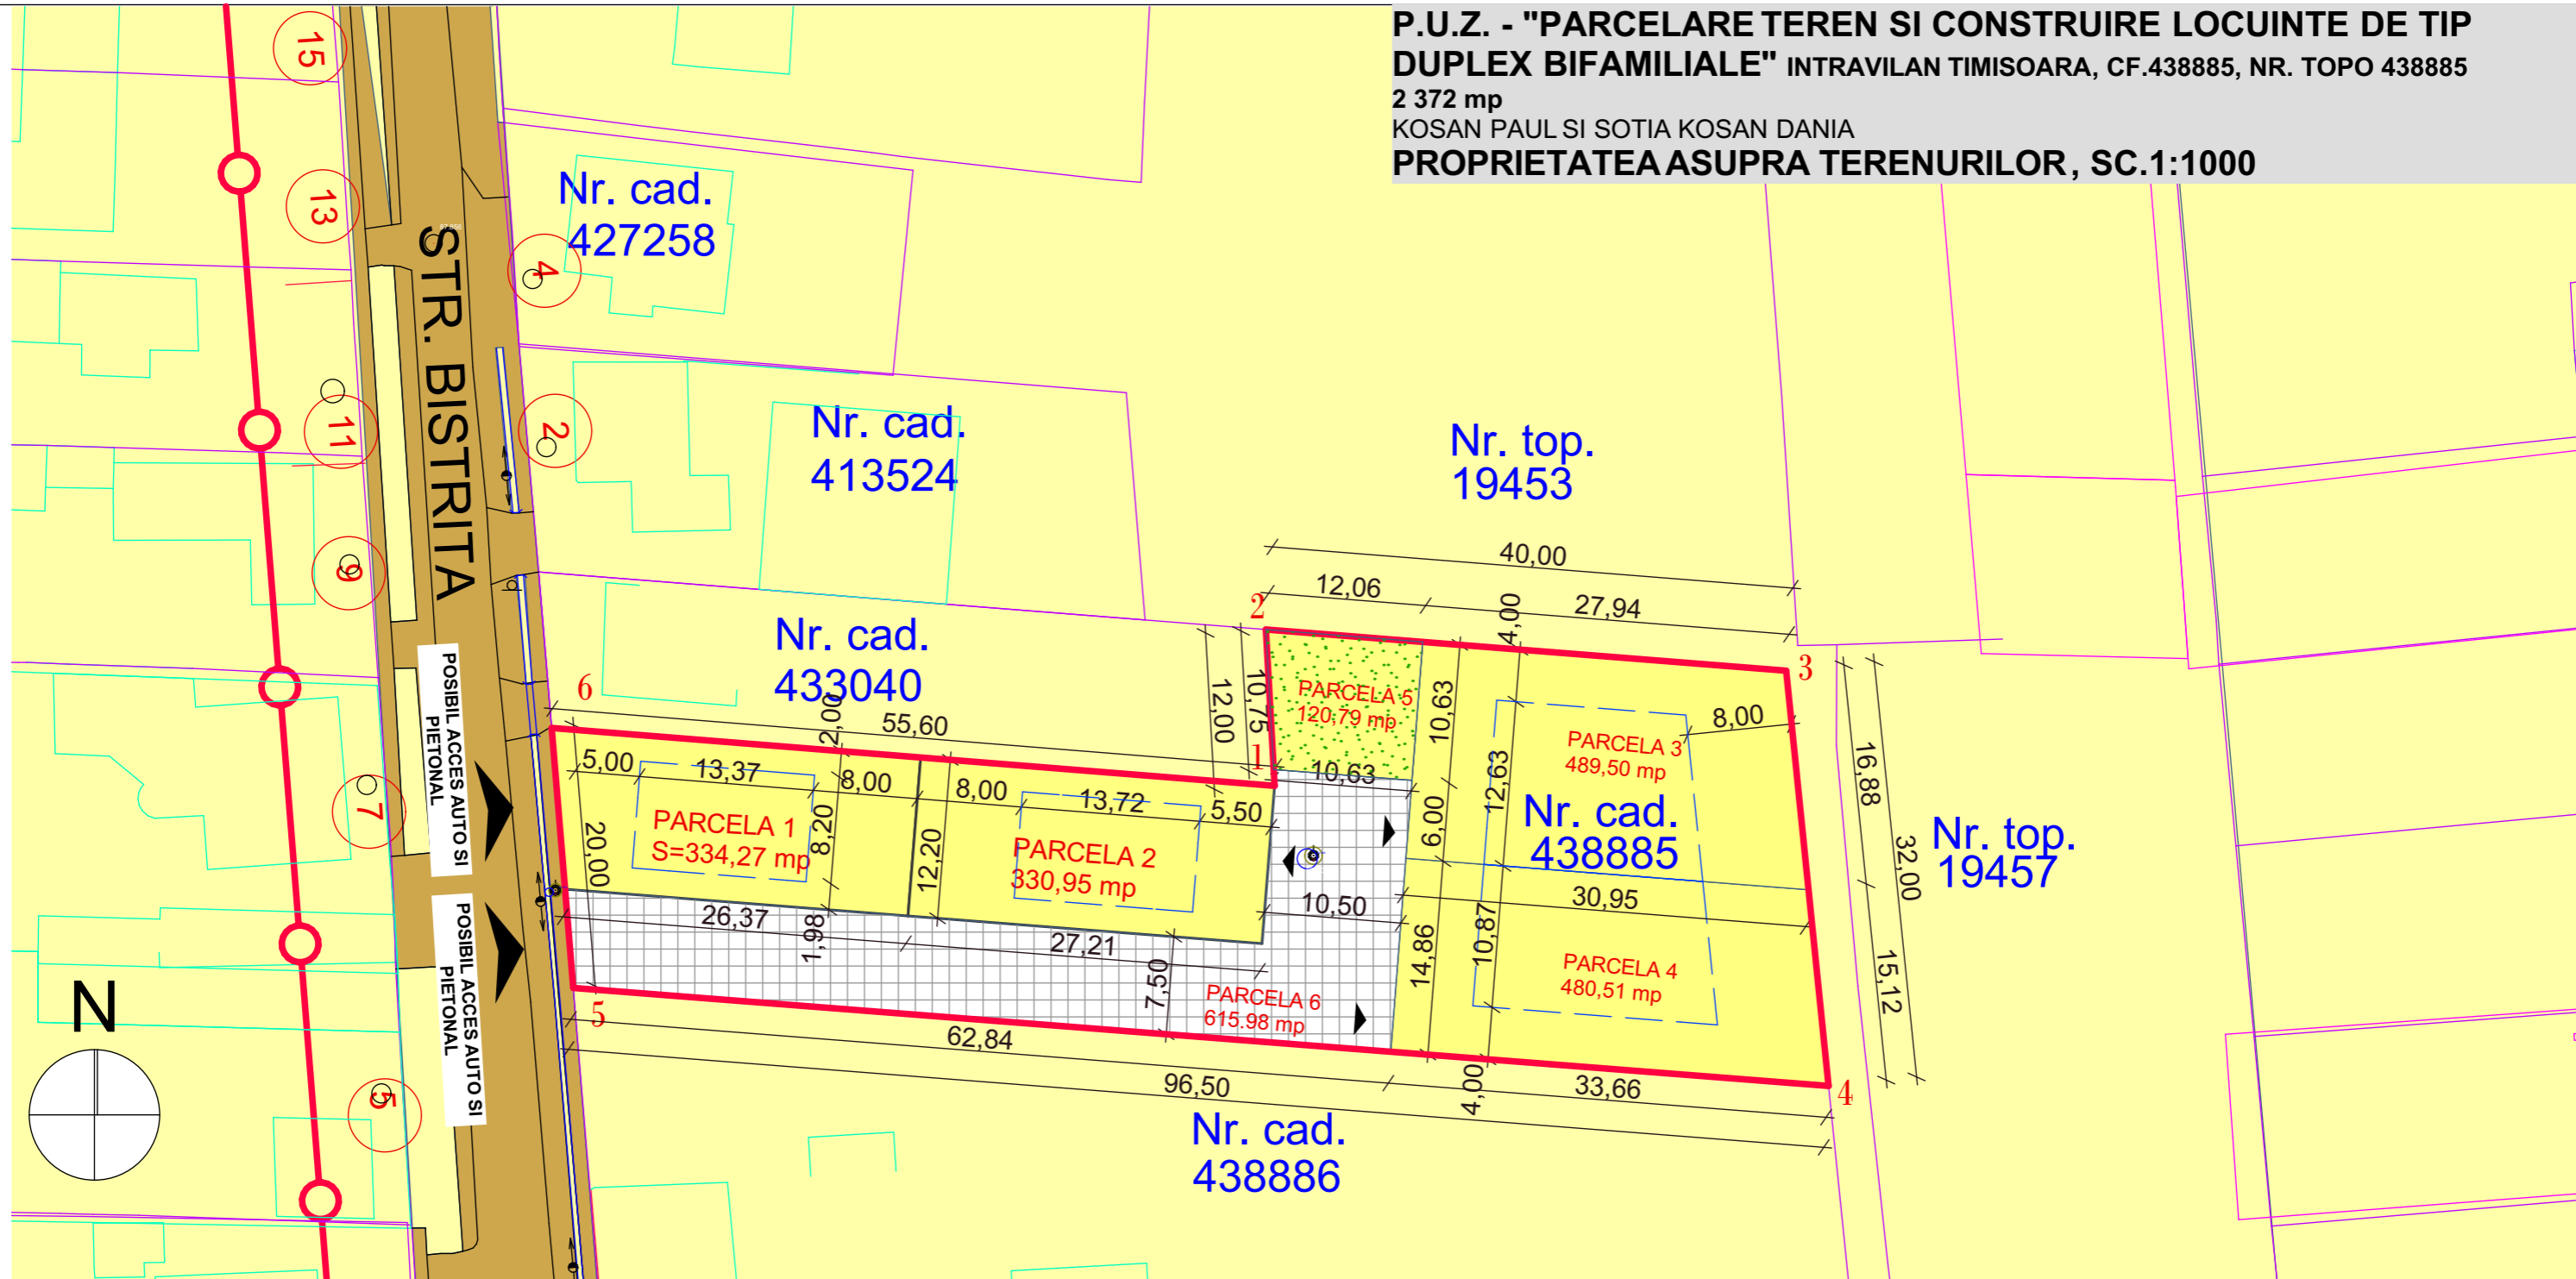 P.U.Z. - "PARCELARE TEREN SI CONSTRUIRE LOCUINTE DE TIP
DUPLEX BIFAMILIALE" INTRAVILAN TIMISOARA, CF.438885, NR. TOPO 438885
2 372 mp
KOSAN PAUL SI SOTIA KOSAN DANIA
PROPRIETATEA ASUPRA TERENURILOR, SC.1:1000
15
13
11
9
7
5
4
2
STR. BISTRITA
Nr. cad.
427258
Nr. cad.
413524
Nr. cad.
433040
Nr. top.
19453
Nr. top.
19457
Nr. cad.
438885
Nr. cad.
438886
POSIBIL ACCES AUTO SI
PIETONAL
POSIBIL ACCES AUTO SI
PIETONAL
N
1
2
3
4
5
6
PARCELA 1
S=334,27 mp
PARCELA 2
330,95 mp
PARCELA 3
489,50 mp
PARCELA 4
480,51 mp
PARCELA 5
120,79 mp
PARCELA 6
615.98 mp
40,00
12,06
27,94
4,00
12,00
10,75
10,63
10,63
12,63
8,00
16,88
32,00
15,12
55,60
2,00
5,00
13,37
8,00
8,00
13,72
5,50
20,00
8,20
12,20
6,00
10,50
30,95
26,37
1,98
27,21
7,50
14,86
10,87
4,00
62,84
33,66
96,50